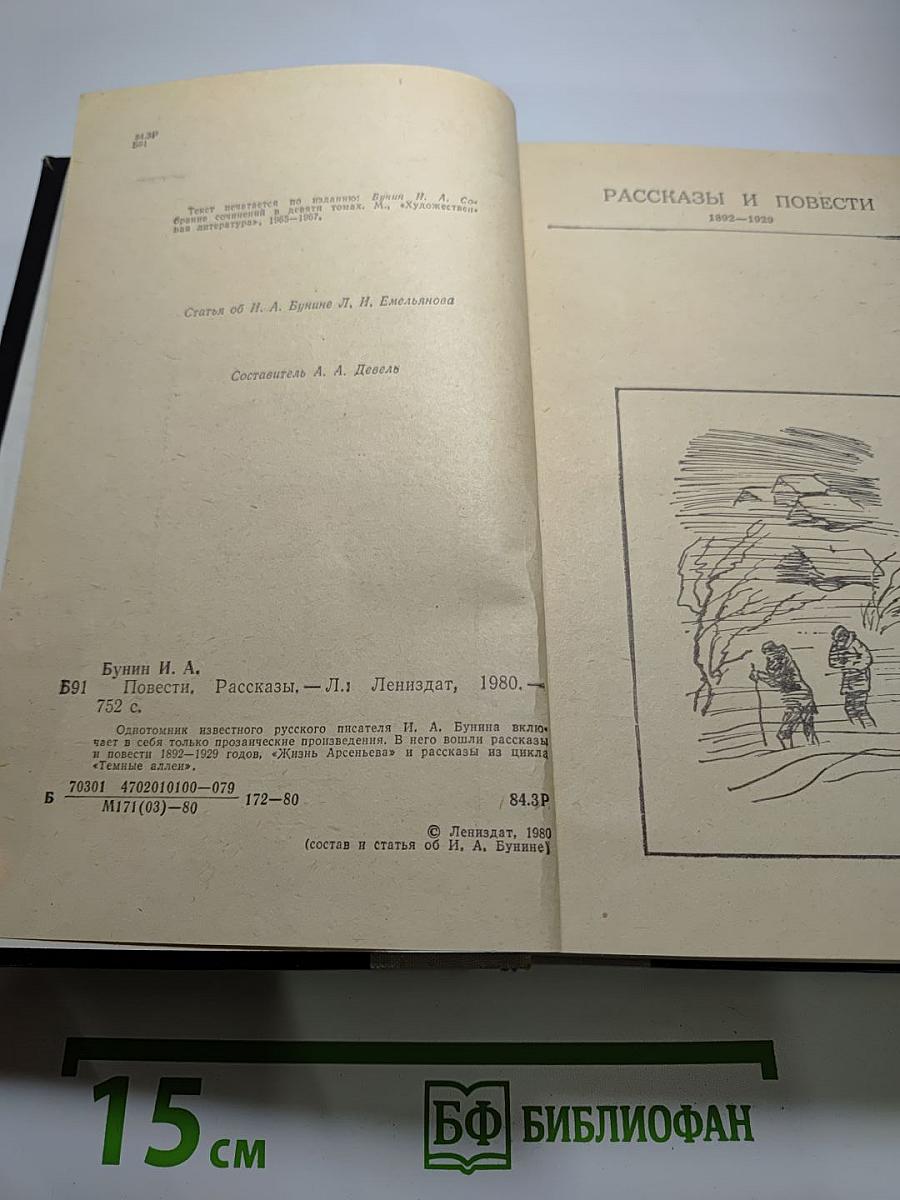 84.3Р
Б91
Текст печатается по изданию: Бунин И. А. Со-
брание сочинений в девяти томах. М., «Художествен-
ная литература», 1965—1967.
Статья об И. А. Бунине Л. И. Емельянова
Составитель А. А. Девель
Бунин И. А.
Б91 Повести. Рассказы. — Л.: Лениздат, 1980. —
752 с.
Однотомник известного русского писателя И. А. Бунина вклю-
чает в себя только прозаические произведения. В него вошли рассказы
и повести 1892—1929 годов, «Жизнь Арсеньева» и рассказы из цикла
«Темные аллеи».
Б 70301 4702010100—079
М171(03)—80 172—80 84.3Р
© Лениздат, 1980
(состав и статья об И. А. Бунине)
РАССКАЗЫ И ПОВЕСТИ
1892—1929
15 см
БФ БИБЛИОФАН